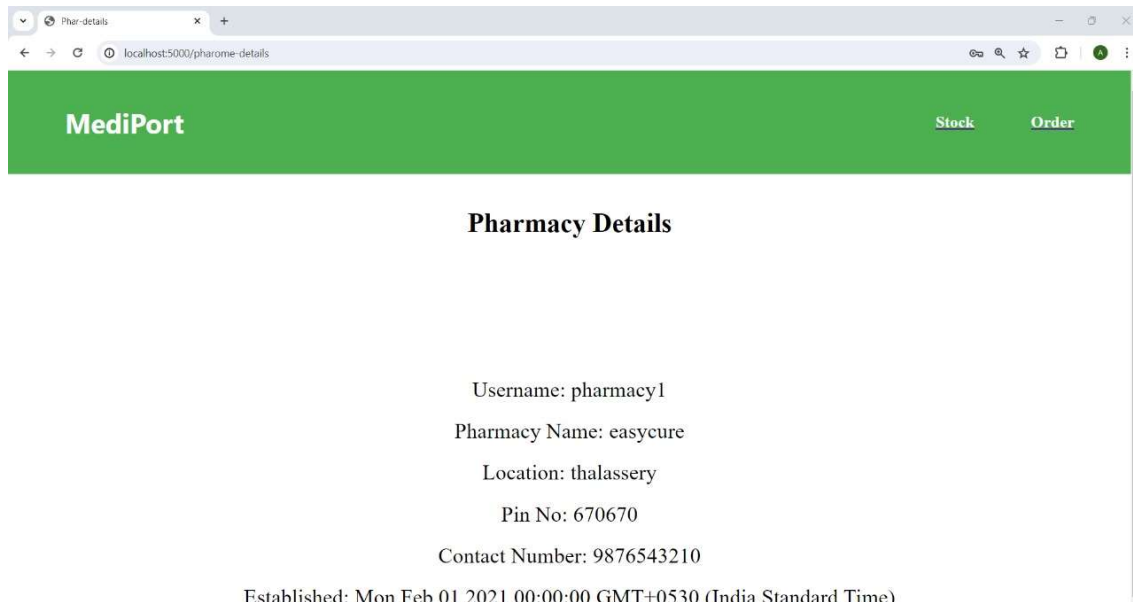 Phar-details
localhost:5000/pharome-details
A
MediPort
Stock Order
Pharmacy Details
Username: pharmacy1
Pharmacy Name: easycure
Location: thalassery
Pin No: 670670
Contact Number: 9876543210
Established: Mon Feb 01 2021 00:00:00 GMT+0530 (India Standard Time)